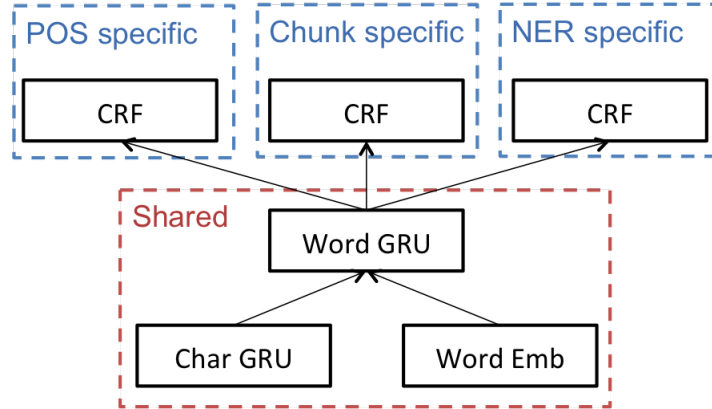 POS specific
Chunk specific
NER specific
CRF
CRF
CRF
Shared
Word GRU
Char GRU
Word Emb